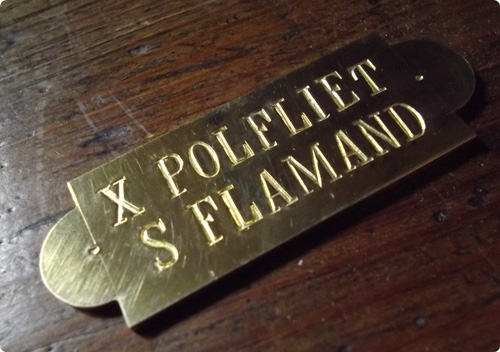 X POLFLIET
S FLAMAND